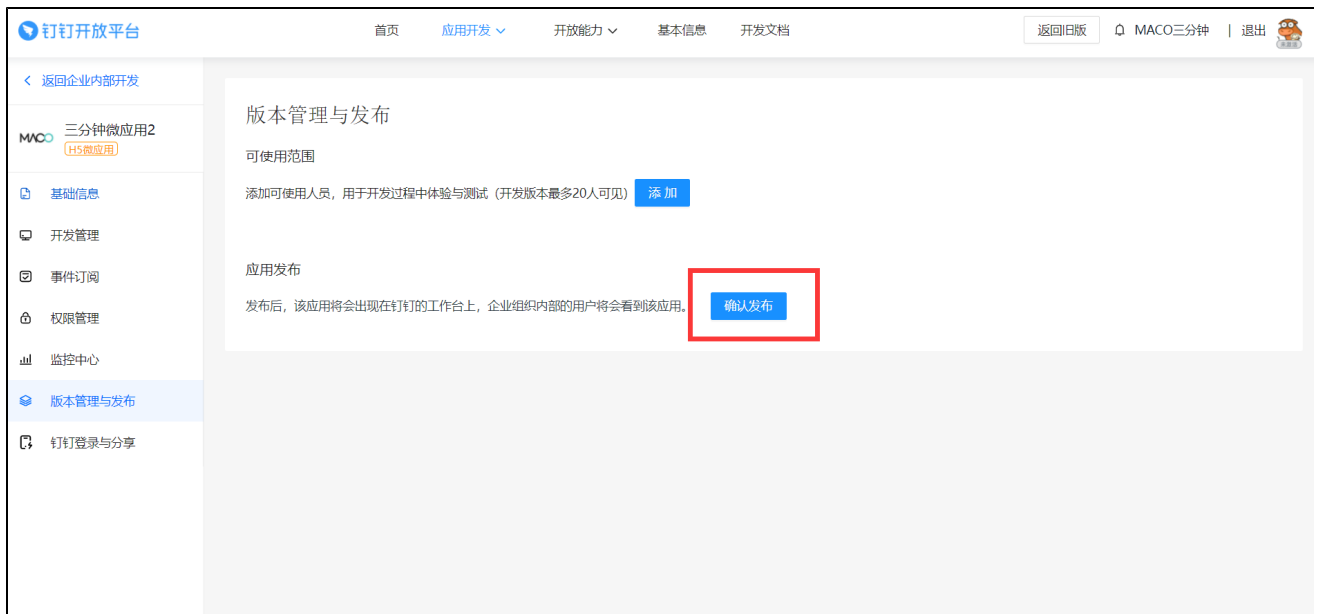 钉钉开放平台 首页 应用开发 开放能力 基本信息 开发文档 返回旧版 MACO三分钟 | 退出
未激活
返回企业内部开发
MACO 三分钟微应用2
H5微应用
基础信息
开发管理
事件订阅
权限管理
监控中心
版本管理与发布
钉钉登录与分享
版本管理与发布
可使用范围
添加可使用人员，用于开发过程中体验与测试（开发版本最多20人可见） 添 加
应用发布
发布后，该应用将会出现在钉钉的工作台上，企业组织内部的用户将会看到该应用。 确认发布